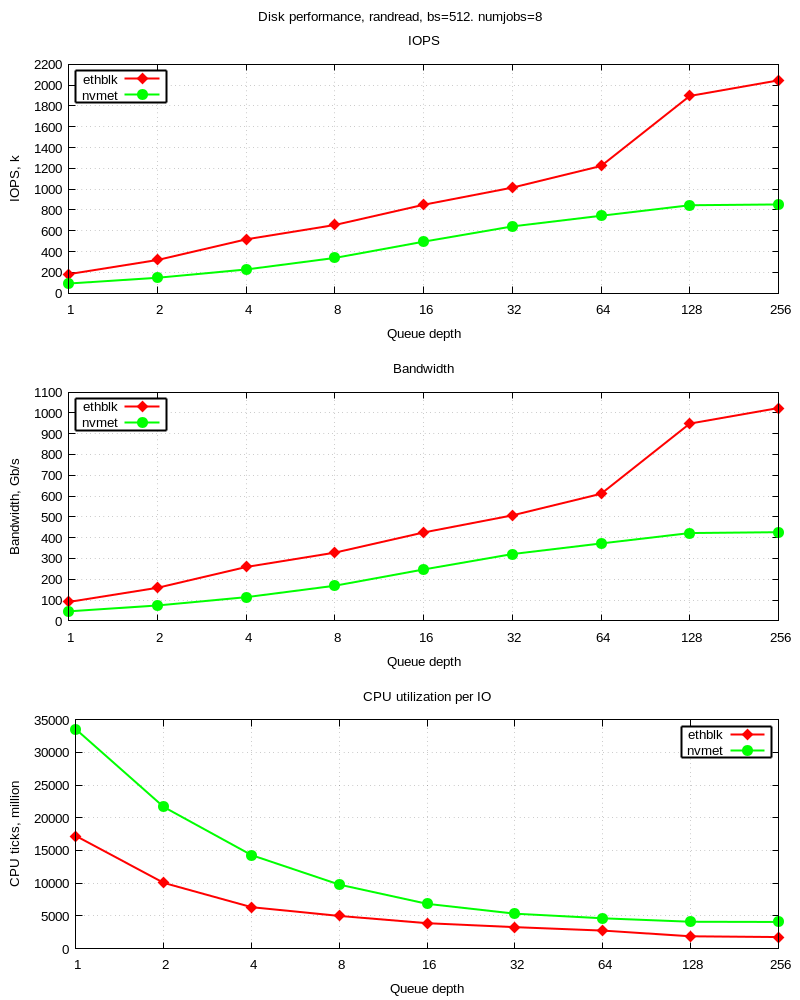 Disk performance, randread, bs=512. numjobs=8
IOPS
2200
2000
1800
1600
1400
1200
1000
800
600
400
200
0
IOPS, k
ethblk
nvmet
1 2 4 8 16 32 64 128 256
Queue depth
Bandwidth
1100
1000
900
800
700
600
500
400
300
200
100
0
Bandwidth, Gb/s
ethblk
nvmet
1 2 4 8 16 32 64 128 256
Queue depth
CPU utilization per IO
35000
30000
25000
20000
15000
10000
5000
0
CPU ticks, million
ethblk
nvmet
1 2 4 8 16 32 64 128 256
Queue depth